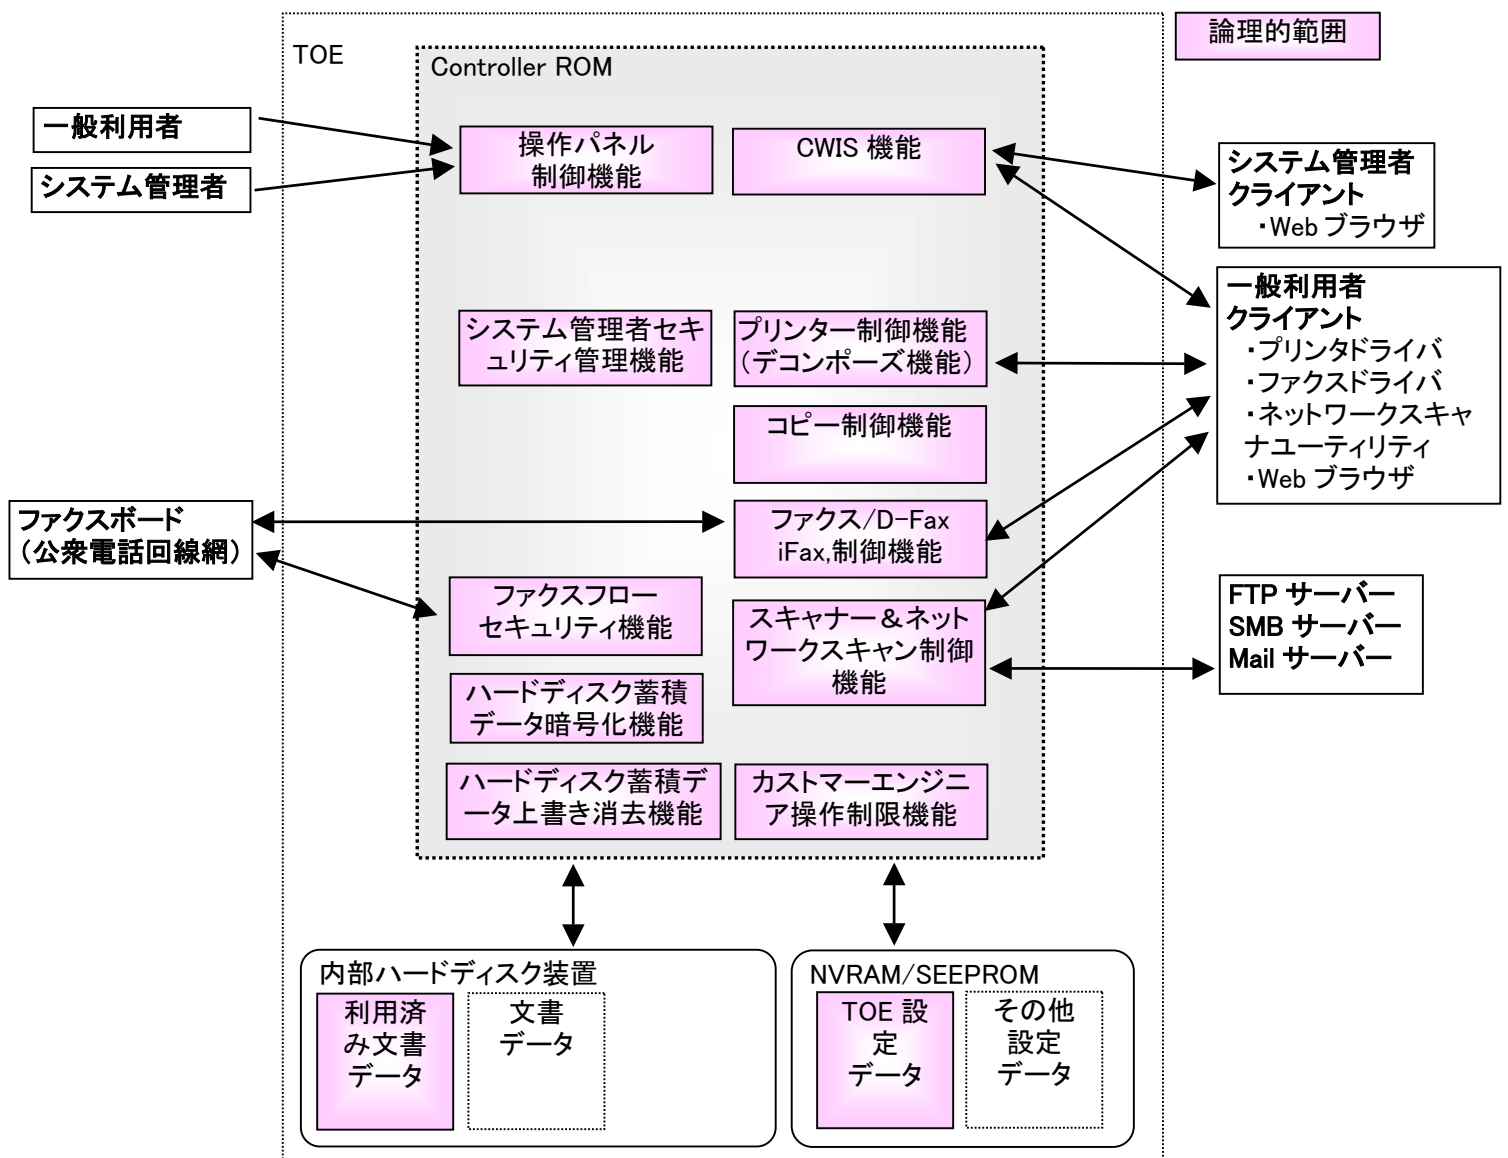 論理的範囲
TOE
Controller ROM
一般利用者
システム管理者
操作パネル
制御機能
CWIS 機能
システム管理者
クライアント
・Web ブラウザ
一般利用者
クライアント
・プリンタドライバ
・ファクスドライバ
・ネットワークスキャ
ナユーティリティ
・Web ブラウザ
システム管理者セキ
ュリティ管理機能
プリンター制御機能
（デコンポーズ機能）
コピー制御機能
ファクスボード
（公衆電話回線網）
ファクス/D-Fax
iFax,制御機能
ファクスフロー
セキュリティ機能
スキャナー＆ネット
ワークスキャン制御
機能
FTP サーバー
SMB サーバー
Mail サーバー
ハードディスク蓄積
データ暗号化機能
ハードディスク蓄積デ
ータ上書き消去機能
カストマーエンジニ
ア操作制限機能
内部ハードディスク装置
利用済
み文書
データ
文書
データ
NVRAM/SEEPROM
TOE 設
定
データ
その他
設定
データ